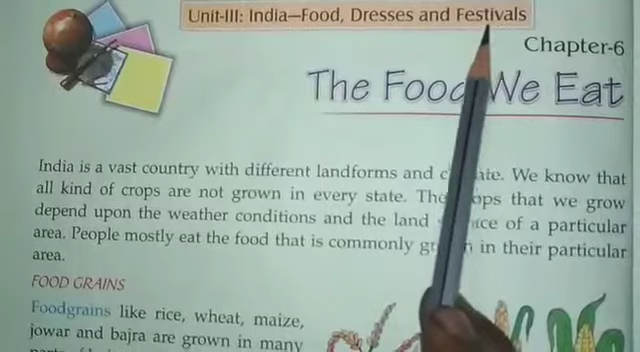 Unit-III: India—Food, Dresses and Festivals
Chapter-6
The Food We Eat
India is a vast country with different landforms and We know that
all kind of crops are not grown in every state. that we grow
depend upon the weather conditions and the land of a particular
area. People mostly eat the food that is commonly in their particular
area.
FOOD GRAINS
Foodgrains like rice, wheat, maize,
jowar and bajra are grown in many